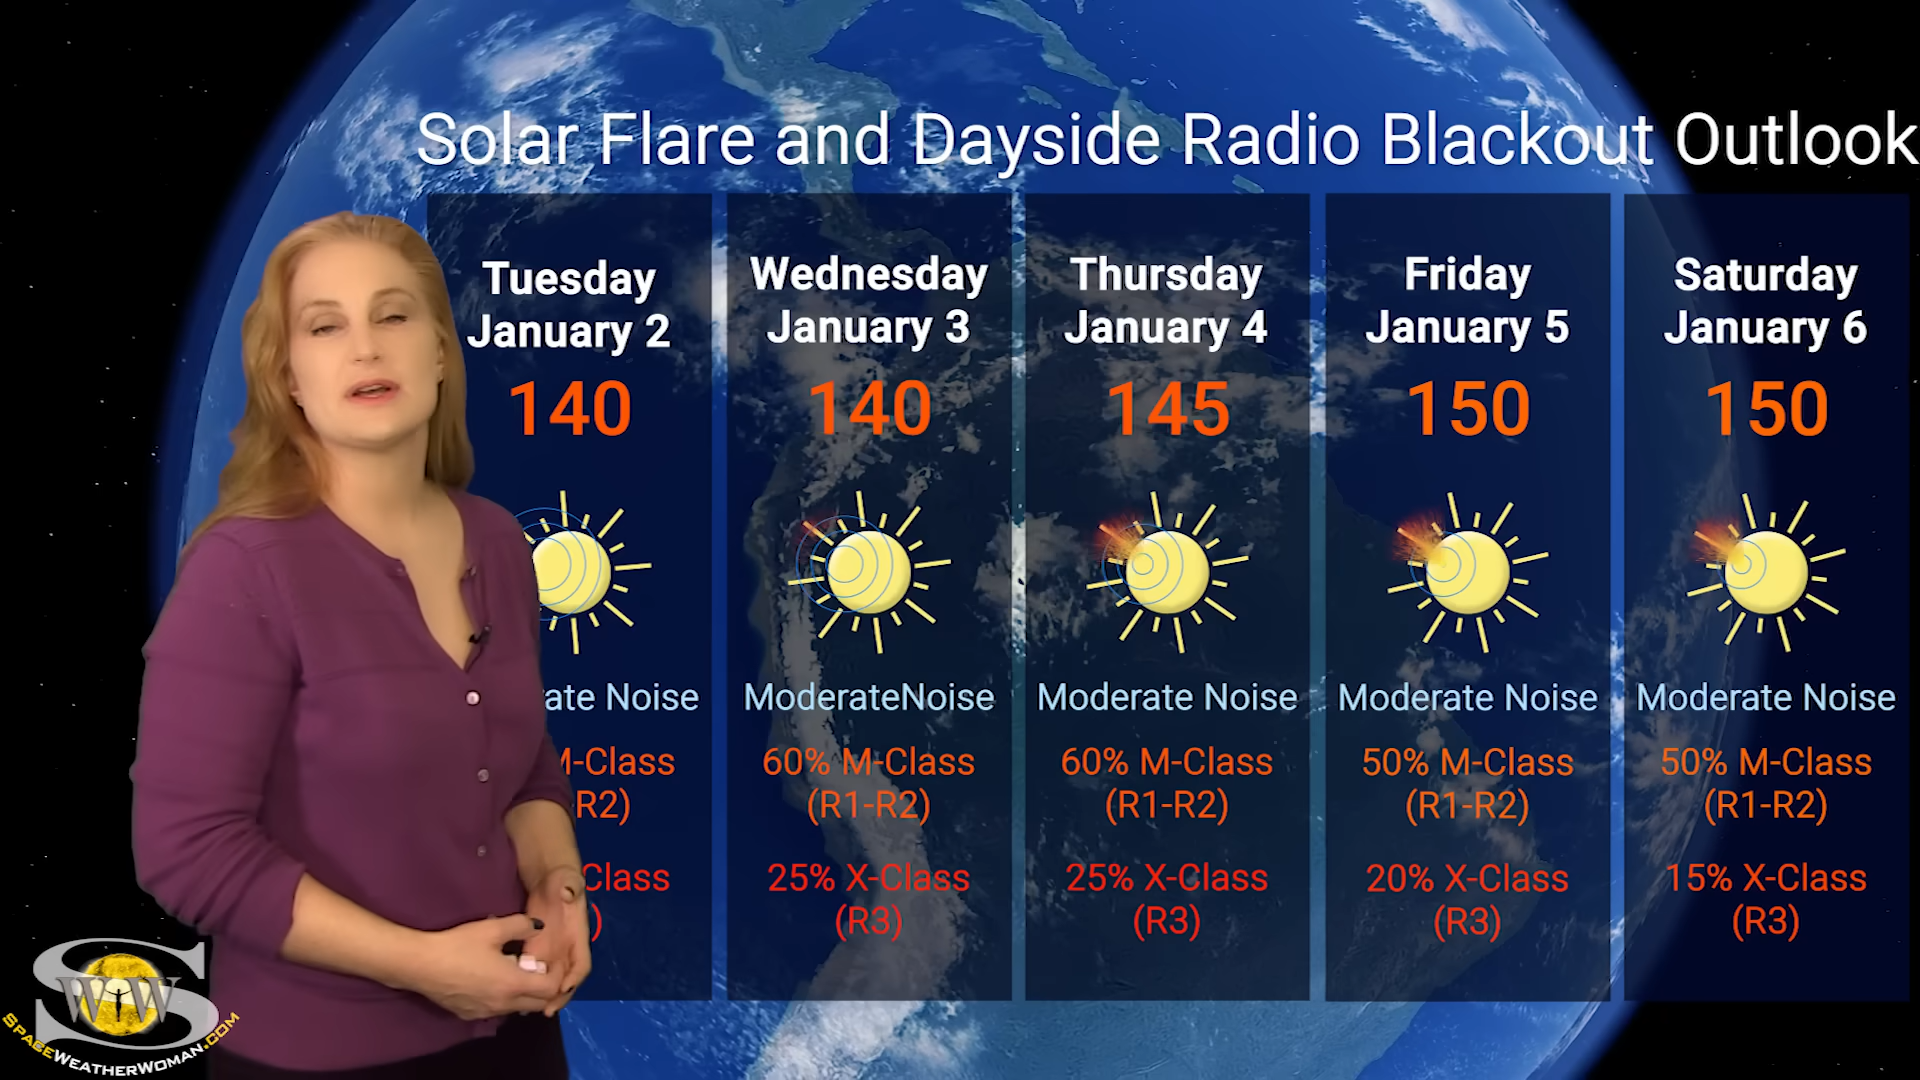 Solar Flare and Dayside Radio Blackout Outlook
Tuesday
January 2
140
Noise
M-Class
R2)
Class
)
Wednesday
January 3
140
ModerateNoise
60% M-Class
(R1-R2)
25% X-Class
(R3)
Thursday
January 4
145
Moderate Noise
60% M-Class
(R1-R2)
25% X-Class
(R3)
Friday
January 5
150
Moderate Noise
50% M-Class
(R1-R2)
20% X-Class
(R3)
Saturday
January 6
150
Moderate Noise
50% M-Class
(R1-R2)
15% X-Class
(R3)
SWW
SPACEWEATHERWOMAN.COM